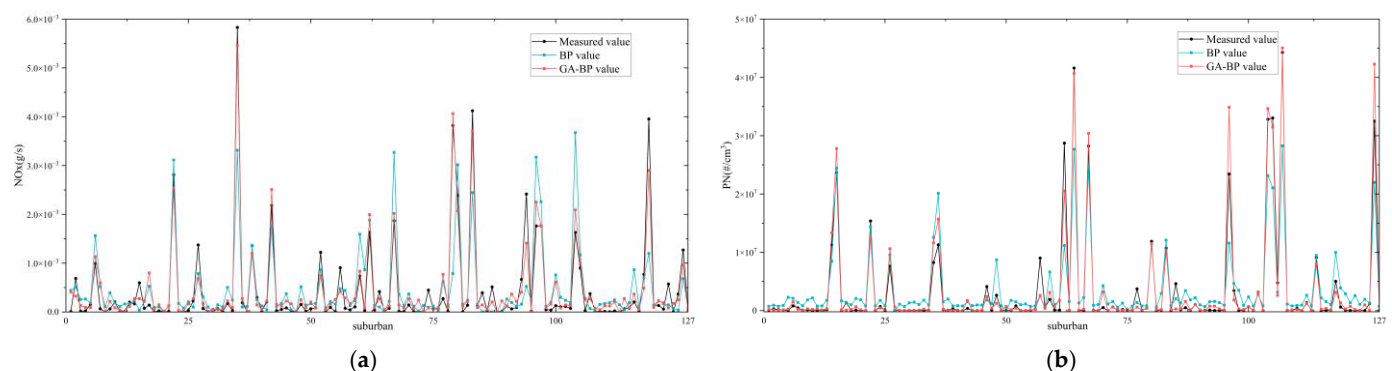 6.0×10⁻³
5.0×10⁻³
4.0×10⁻³
3.0×10⁻³
2.0×10⁻³
1.0×10⁻³
0.0
NOx(g/s)
Measured value
BP value
GA-BP value
0 25 50 75 100 127
suburban
(a)
5×10⁷
4×10⁷
3×10⁷
2×10⁷
1×10⁷
0
PN(#/cm³)
Measured value
BP value
GA-BP value
0 25 50 75 100 127
suburban
(b)